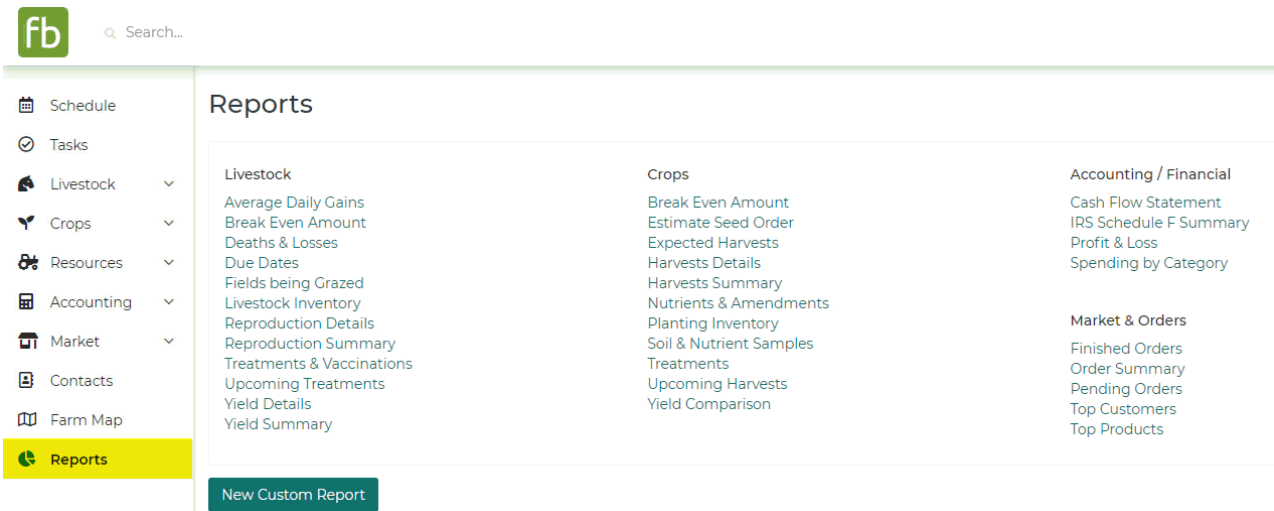 fb
Search...
Schedule
Tasks
Livestock
Crops
Resources
Accounting
Market
Contacts
Farm Map
Reports
Reports
Livestock
Average Daily Gains
Break Even Amount
Deaths & Losses
Due Dates
Fields being Grazed
Livestock Inventory
Reproduction Details
Reproduction Summary
Treatments & Vaccinations
Upcoming Treatments
Yield Details
Yield Summary
Crops
Break Even Amount
Estimate Seed Order
Expected Harvests
Harvests Details
Harvests Summary
Nutrients & Amendments
Planting Inventory
Soil & Nutrient Samples
Treatments
Upcoming Harvests
Yield Comparison
Accounting / Financial
Cash Flow Statement
IRS Schedule F Summary
Profit & Loss
Spending by Category
Market & Orders
Finished Orders
Order Summary
Pending Orders
Top Customers
Top Products
New Custom Report